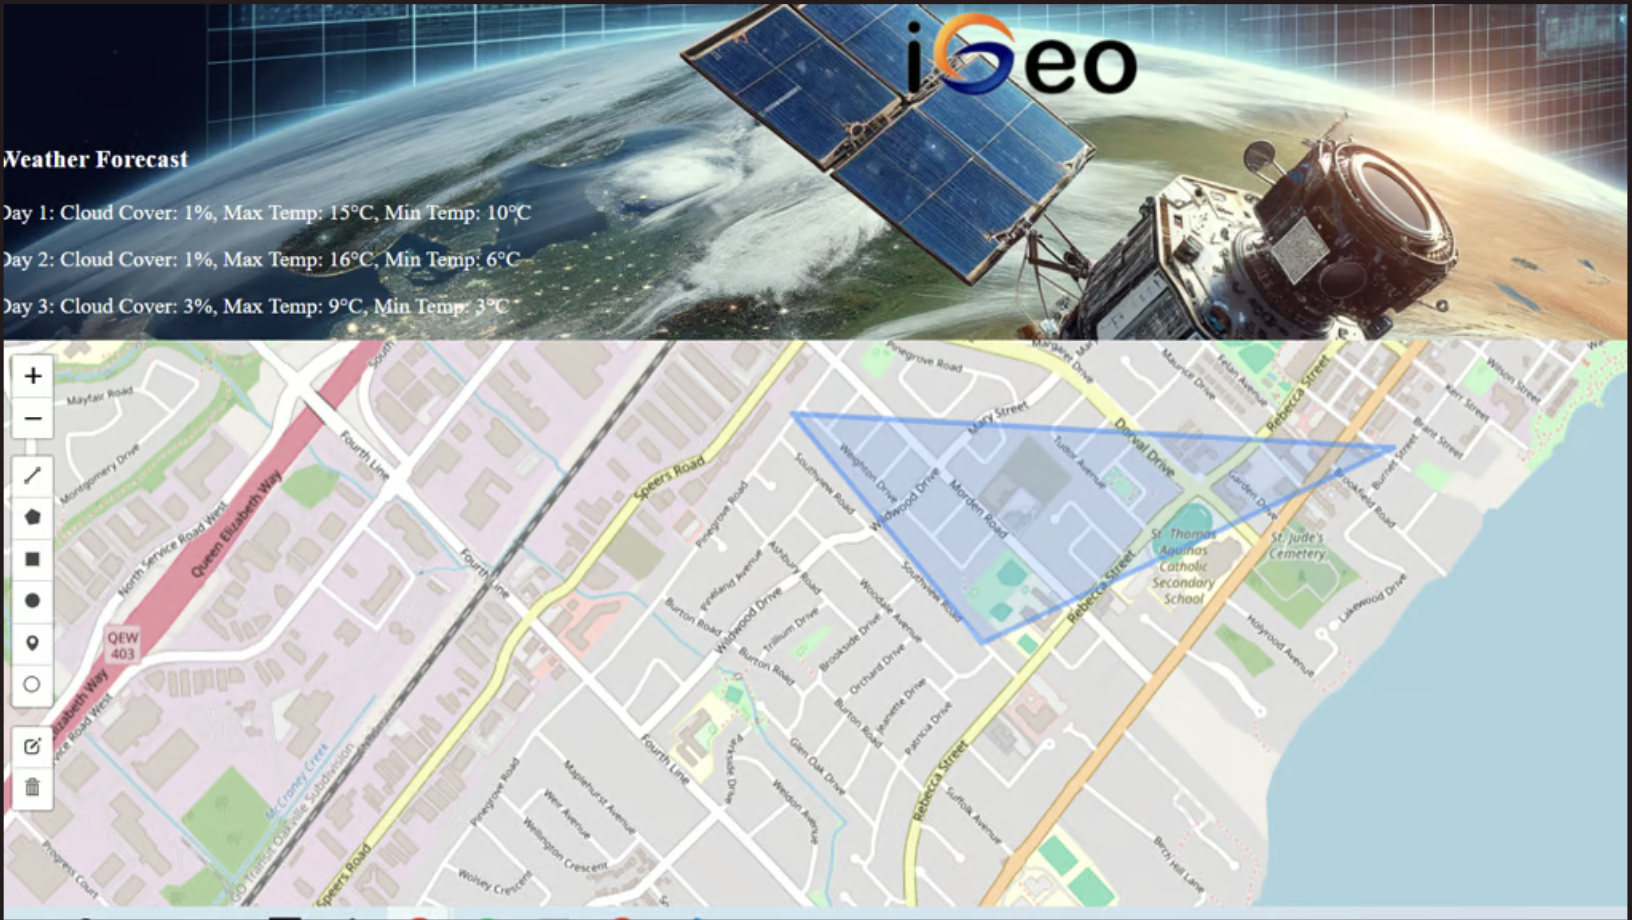 iGeo
Weather Forecast
Day 1: Cloud Cover: 1%, Max Temp: 15°C, Min Temp: 10°C
Day 2: Cloud Cover: 1%, Max Temp: 16°C, Min Temp: 6°C
Day 3: Cloud Cover: 3%, Max Temp: 9°C, Min Temp: 3°C
+
−
Mayfair Road
Montgomery Drive
North Service Road West
Queen Elizabeth Way
QEW
403
Elizabeth Way
Service Road West
South
Fourth Line
Fourth Line
Fourth Line
Speers Road
Speers Road
Pinegrove Road
Margaret Drive
Mary
Maurice Drive
Felan Avenue
Rebecca Street
Wilson Street
Kerr Street
Brant Street
Burnet Street
Brookfield Road
Mary Street
Dorval Drive
Tudor Avenue
Garden Drive
Weighton Drive
Southview Road
Wildwood Drive
Morden Road
Southview Road
Rebecca Street
St. Thomas
Aquinas
Catholic
Secondary
School
St. Jude's
Cemetery
Lakewood Drive
Holyrood Avenue
Pinegrove Road
Pineland Avenue
Ashbury Road
Wildwood Drive
Burton Road
Trillium Drive
Woodale Avenue
Brookside Drive
Orchard Drive
Burton Road
Burton Road
Jeanette Drive
Patricia Drive
Glen Oak Drive
Parkside Drive
Weldon Avenue
Rebecca Street
Suffolk Avenue
Birch Hill Lane
Pinegrove Road
Maplehurst Avenue
Weir Avenue
Wellington Crescent
Wolsey Crescent
McCraney Creek
GO Transit Oakville Subdivision
Progress Court